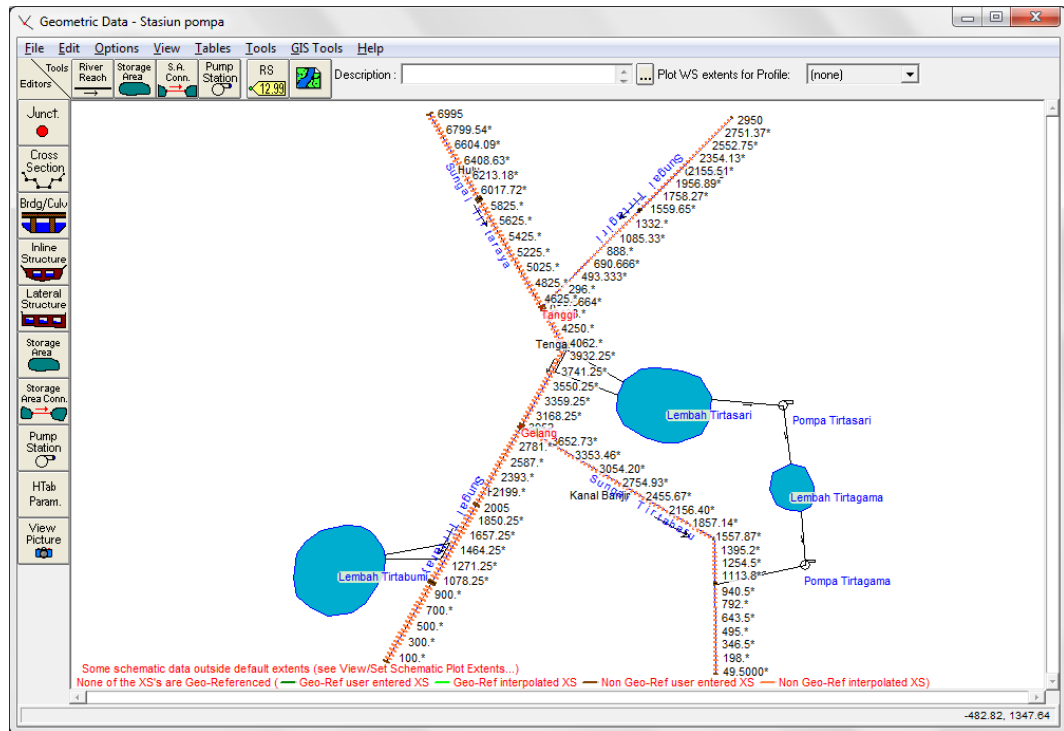 Geometric Data - Stasiun pompa
File Edit Options View Tables Tools GIS Tools Help
Tools
Editors
River
Reach
Storage
Area
S.A.
Conn.
Pump
Station
RS
12.99
Description :
...
Plot WS extents for Profile:
(none)
Junct.
Cross
Section
Brdg/Culv
Inline
Structure
Lateral
Structure
Storage
Area
Storage
Area Conn.
Pump
Station
HTab
Param.
View
Picture
6995
6799.54*
6604.09*
6408.63*
6213.18*
6017.72*
5825.*
5625.*
5425.*
5225.*
5025.*
4825.*
4625.*
Sungai Tirtaraya
2950
2751.37*
2552.75*
2354.13*
2155.51*
1956.89*
1758.27*
1559.65*
1332.*
1085.33*
888.*
690.666*
493.333*
296.*
Sungai Tirtagiri
Tanggi
4250.*
Tenga
4062.*
3932.25*
3741.25*
3550.25*
3359.25*
3168.25*
Gelang
2781.*
2587.*
2393.*
2199.*
2005
1850.25*
1657.25*
1464.25*
1271.25*
1078.25*
900.*
700.*
500.*
300.*
100.*
3652.73*
3353.46*
3054.20*
2754.93*
2455.67*
2156.40*
1857.14*
1557.87*
1395.2*
1254.5*
1113.8*
940.5*
792.*
643.5*
495.*
346.5*
198.*
49.5000*
Kanal Banjir
Sungai Tirtabaru
Lembah Tirtasari
Pompa Tirtasari
Lembah Tirtagama
Pompa Tirtagama
Lembah Tirtabumi
Some schematic data outside default extents (see View/Set Schematic Plot Extents...)
None of the XS's are Geo-Referenced ( Geo-Ref user entered XS Geo-Ref interpolated XS Non Geo-Ref user entered XS Non Geo-Ref interpolated XS)
-482.82, 1347.64